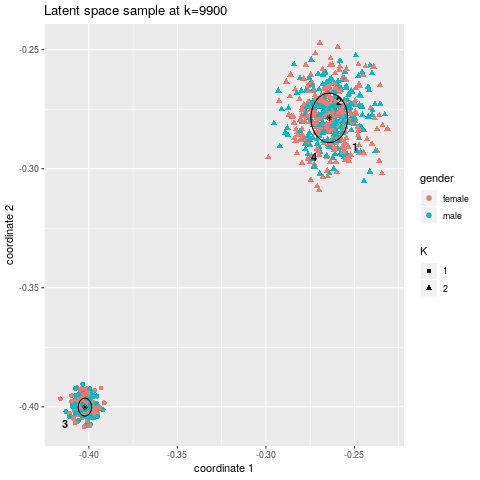 Latent space sample at k=9900
-0.25
-0.30
-0.35
-0.40
coordinate 2
2
1
4
3
-0.40
-0.35
-0.30
-0.25
coordinate 1
gender
female
male
K
1
2